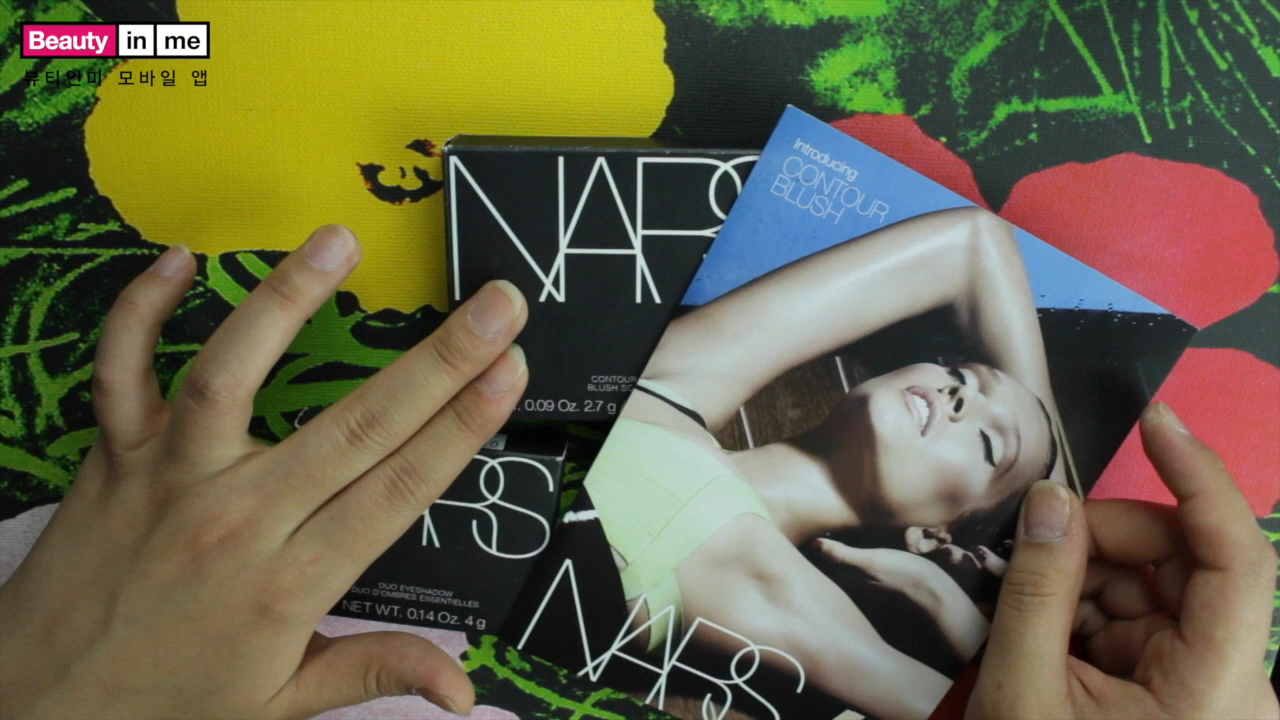 Beauty in me
뷰티인미 모바일 앱
NARS
CONTOUR
BLUSH
0.09 Oz. 2.7 g
Introducing
CONTOUR
BLUSH
RS
DUO EYESHADOW
DUO D'OMBRES ESSENTIELLES
NET WT. 0.14 Oz. 4 g
NARS